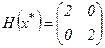 H(x*) = (2 0
0 2)